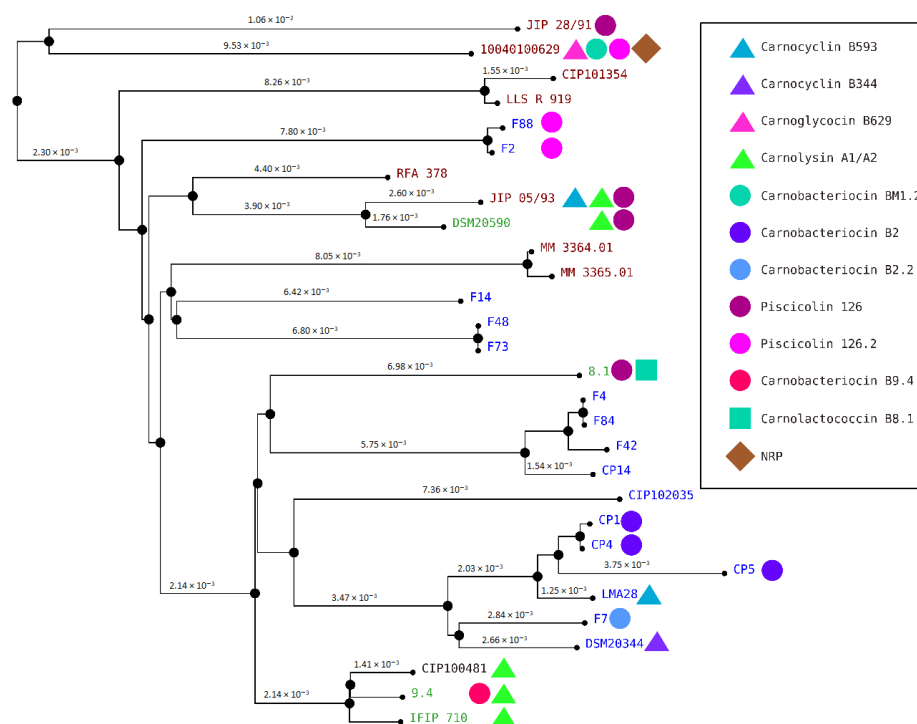 1.06 × 10⁻²
JIP 28/91
9.53 × 10⁻³
10040100629
1.55 × 10⁻³
CIP101354
8.26 × 10⁻³
LLS R 919
F88
7.80 × 10⁻³
F2
2.30 × 10⁻³
4.40 × 10⁻³
RFA 378
2.60 × 10⁻³
JIP 05/93
3.90 × 10⁻³
1.76 × 10⁻³
DSM20590
MM 3364.01
8.05 × 10⁻³
MM 3365.01
6.42 × 10⁻³
F14
F48
6.80 × 10⁻³
F73
6.98 × 10⁻³
8.1
F4
F84
5.75 × 10⁻³
F42
1.54 × 10⁻³
CP14
7.36 × 10⁻³
CIP102035
CP1
CP4
2.03 × 10⁻³
3.75 × 10⁻³
CP5
2.14 × 10⁻³
1.25 × 10⁻³
LMA28
3.47 × 10⁻³
2.84 × 10⁻³
F7
2.66 × 10⁻³
DSM20344
1.41 × 10⁻³
CIP100481
2.14 × 10⁻³
9.4
IFIP 710
Carnocyclin B593
Carnocyclin B344
Carnoglycocin B629
Carnolysin A1/A2
Carnobacteriocin BM1.2
Carnobacteriocin B2
Carnobacteriocin B2.2
Piscicolin 126
Piscicolin 126.2
Carnobacteriocin B9.4
Carnolactococcin B8.1
NRP